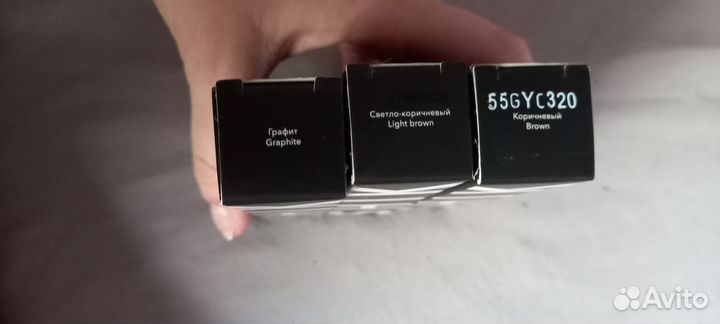 Графит
Graphite
Светло-коричневый
Light brown
55GYC320
Коричневый
Brown
Avito